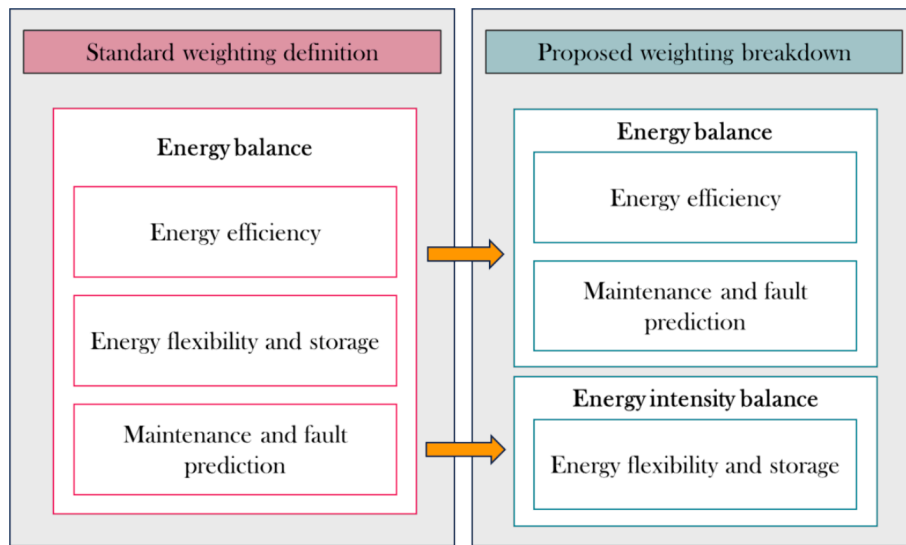 Standard weighting definition
Energy balance
Energy efficiency
Energy flexibility and storage
Maintenance and fault
prediction
Proposed weighting breakdown
Energy balance
Energy efficiency
Maintenance and fault
prediction
Energy intensity balance
Energy flexibility and storage